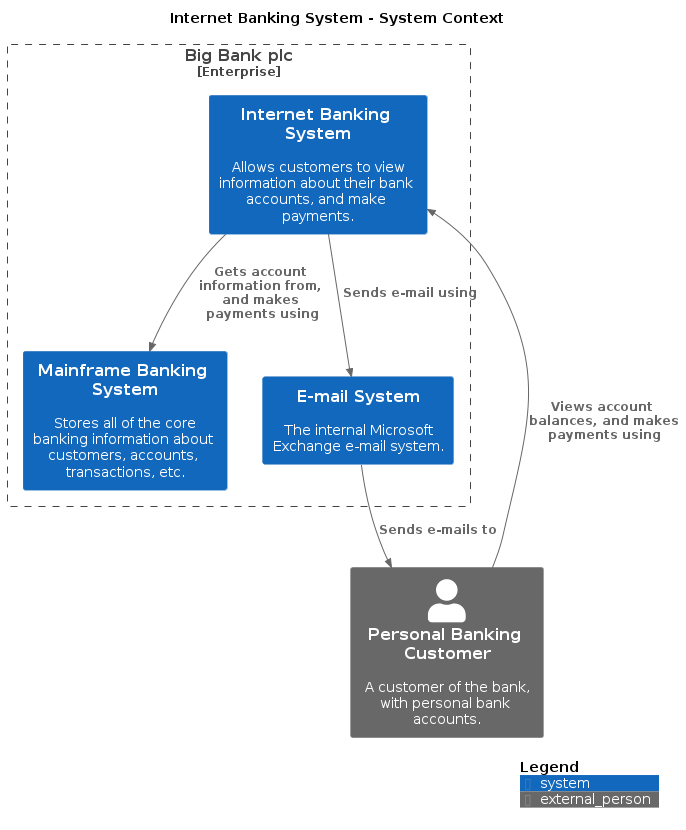 Internet Banking System - System Context
Big Bank plc
[Enterprise]
Internet Banking
System
Allows customers to view
information about their bank
accounts, and make
payments.
Gets account
information from,
and makes
payments using
Sends e-mail using
Mainframe Banking
System
Stores all of the core
banking information about
customers, accounts,
transactions, etc.
E-mail System
The internal Microsoft
Exchange e-mail system.
Views account
balances, and makes
payments using
Sends e-mails to
Personal Banking
Customer
A customer of the bank,
with personal bank
accounts.
Legend
system
external_person